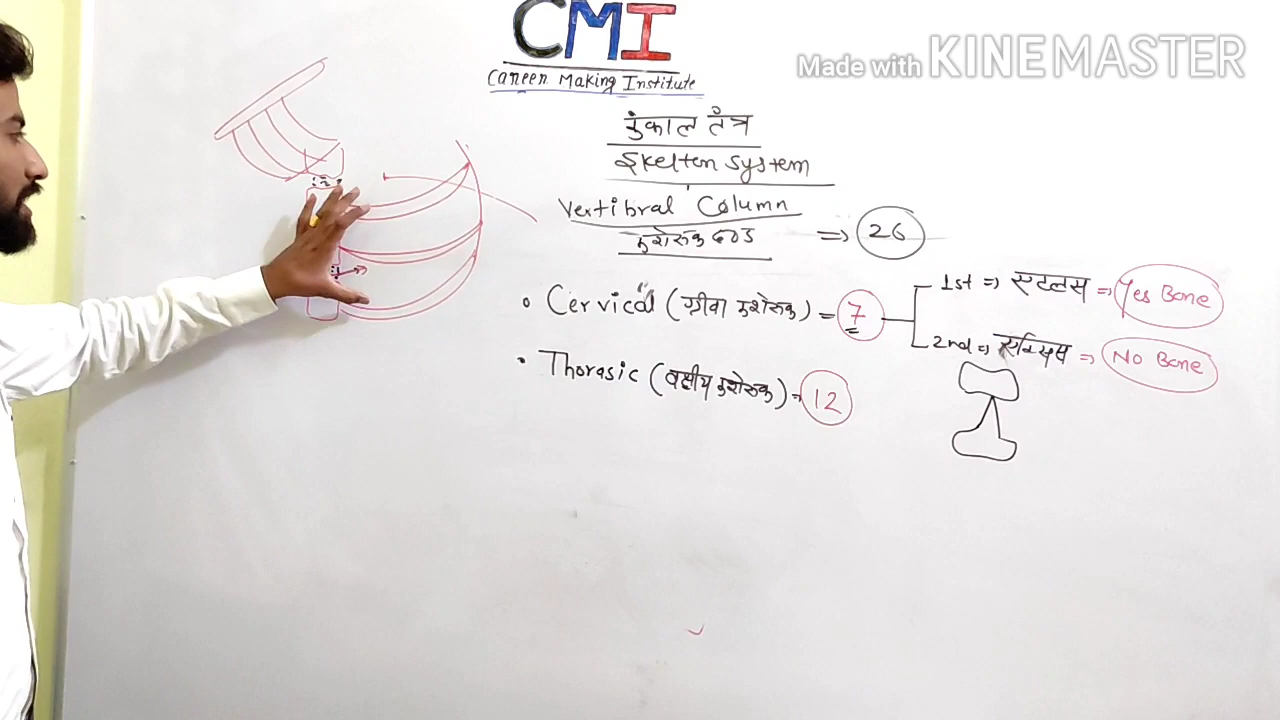 CMI
Made with KINEMASTER
Career Making Institute
कंकाल तंत्र
Skelten System
Vertibral Column
कशेरूक दण्ड => 26
• Cervical (ग्रीवा कशेरूक) = 7
1st => एटलस => Yes Bone
2nd => एक्सिस => No Bone
• Thorasic (वक्षीय कशेरूक) = 12